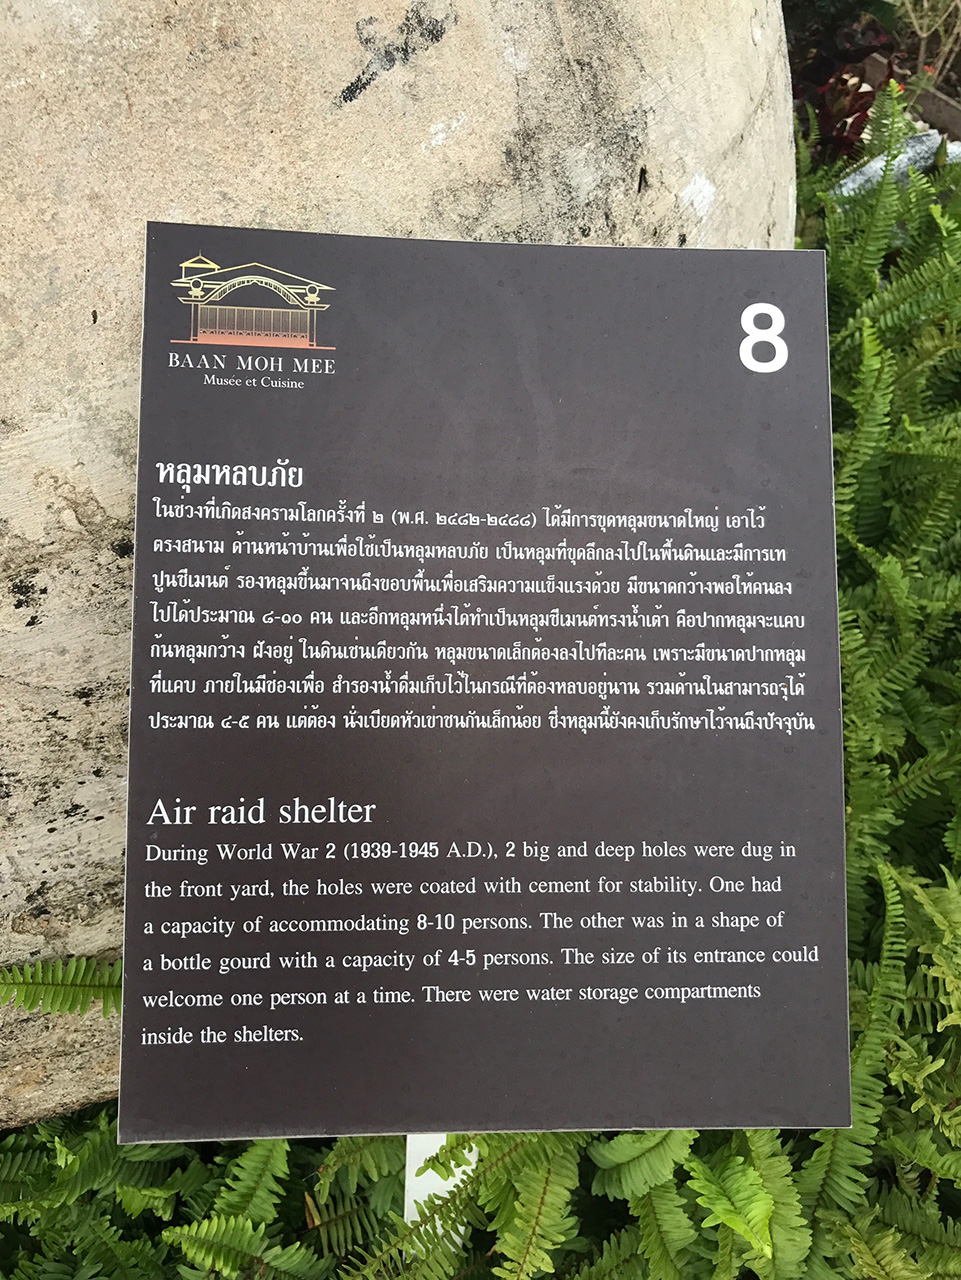 BAAN MOH MEE
Musée et Cuisine
8
หลุมหลบภัย
ในช่วงที่เกิดสงครามโลกครั้งที่ ๒ (พ.ศ. ๒๔๘๒-๒๔๘๘) ได้มีการขุดหลุมขนาดใหญ่ เอาไว้
ตรงสนาม ด้านหน้าบ้านเพื่อใช้เป็นหลุมหลบภัย เป็นหลุมที่ขุดลึกลงไปในพื้นดินและมีการเท
ปูนซีเมนต์ รองหลุมขึ้นมาจนถึงขอบพื้นเพื่อเสริมความแข็งแรงด้วย มีขนาดกว้างพอให้คนลง
ไปได้ประมาณ ๘-๑๐ คน และอีกหลุมหนึ่งได้ทำเป็นหลุมซีเมนต์ทรงน้ำเต้า คือปากหลุมจะแคบ
ก้นหลุมกว้าง ฝังอยู่ ในดินเช่นเดียวกัน หลุมขนาดเล็กต้องลงไปทีละคน เพราะมีขนาดปากหลุม
ที่แคบ ภายในมีช่องเพื่อ สำรองน้ำดื่มเก็บไว้ในกรณีที่ต้องหลบอยู่นาน รวมด้านในสามารถจุได้
ประมาณ ๔-๕ คน แต่ต้อง นั่งเบียดหัวเข่าชนกันเล็กน้อย ซึ่งหลุมนี้ยังคงเก็บรักษาไว้จนถึงปัจจุบัน
Air raid shelter
During World War 2 (1939-1945 A.D.), 2 big and deep holes were dug in
the front yard, the holes were coated with cement for stability. One had
a capacity of accommodating 8-10 persons. The other was in a shape of
a bottle gourd with a capacity of 4-5 persons. The size of its entrance could
welcome one person at a time. There were water storage compartments
inside the shelters.